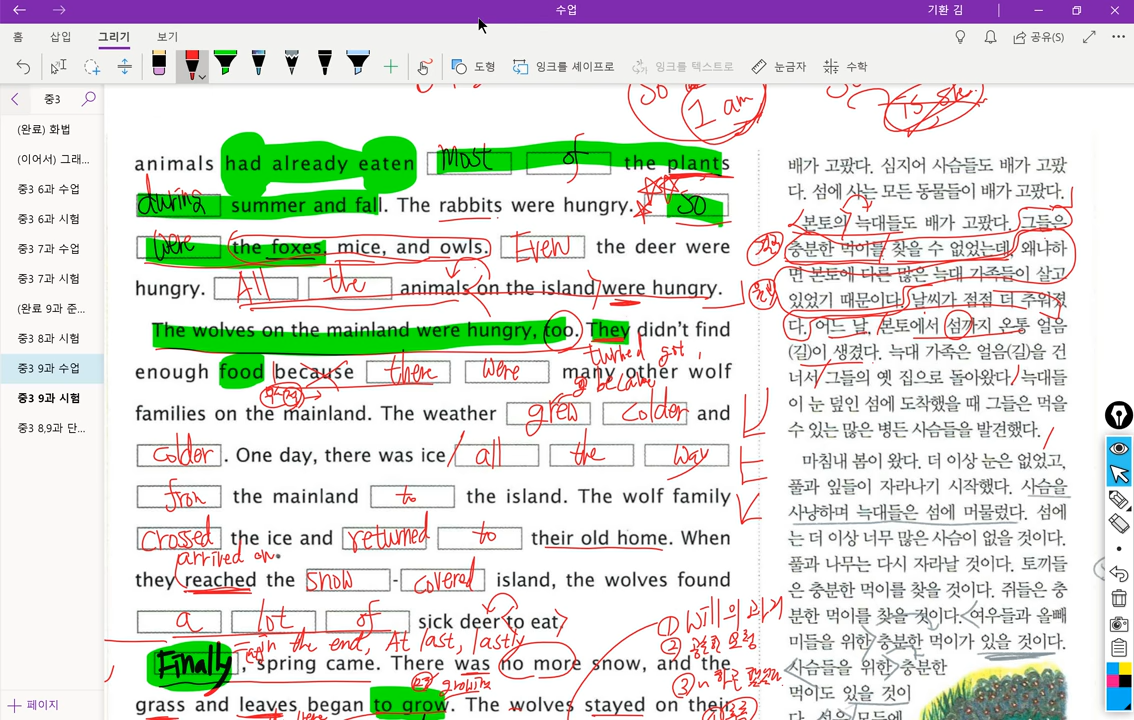 수업
기환 김
홈 삽입 그리기 보기
공유(S)
도형 잉크를 셰이프로 잉크를 텍스트로 눈금자 수학
중3
(완료) 화법
(이어서) 그래...
중3 6과 수업
중3 6과 시험
중3 7과 수업
중3 7과 시험
(완료 9과 준...
중3 8과 시험
중3 9과 수업
중3 9과 시험
중3 8,9과 단...
페이지
so
I am
is
animals had already eaten most of the plants
during summer and fall. The rabbits were hungry. So
were the foxes, mice, and owls. Even the deer were
hungry. All the animals on the island were hungry.
The wolves on the mainland were hungry, too. They didn't find
turned got
enough food because there were many other wolf
became
families on the mainland. The weather grew colder and
colder. One day, there was ice all the way
from the mainland to the island. The wolf family
crossed the ice and returned to their old home. When
arrived on
they reached the snow-covered island, the wolves found
a lot of sick deer to eat
in the end, At last, lastly
Finally, spring came. There was no more snow, and the
growing
grass and leaves began to grow. The wolves stayed on the
① will의 과거
②
③
배가 고팠다. 심지어 사슴들도 배가 고팠
다. 섬에 사는 모든 동물들이 배가 고팠다.
본토의 늑대들도 배가 고팠다. 그들은
충분한 먹이를 찾을 수 없었는데, 왜냐하
면 본토에 다른 많은 늑대 가족들이 살고
있었기 때문이다. 날씨가 점점 더 추워졌
다. 어느 날, 본토에서 섬까지 온통 얼음
(길)이 생겼다. 늑대 가족은 얼음(길)을 건
너서 그들의 옛 집으로 돌아왔다. 늑대들
이 눈 덮인 섬에 도착했을 때 그들은 먹을
수 있는 많은 병든 사슴들을 발견했다.
마침내 봄이 왔다. 더 이상 눈은 없었고,
풀과 잎들이 자라나기 시작했다. 사슴을
사냥하며 늑대들은 섬에 머물렀다. 섬에
는 더 이상 너무 많은 사슴이 없을 것이다.
풀과 나무는 다시 자라날 것이다. 토끼들
은 충분한 먹이를 찾을 것이다. 쥐들은 충
분한 먹이를 찾을 것이다. 여우들과 올빼
미들을 위한 충분한 먹이가 있을 것이다.
사슴들을 위한 충분한
먹이도 있을 것이